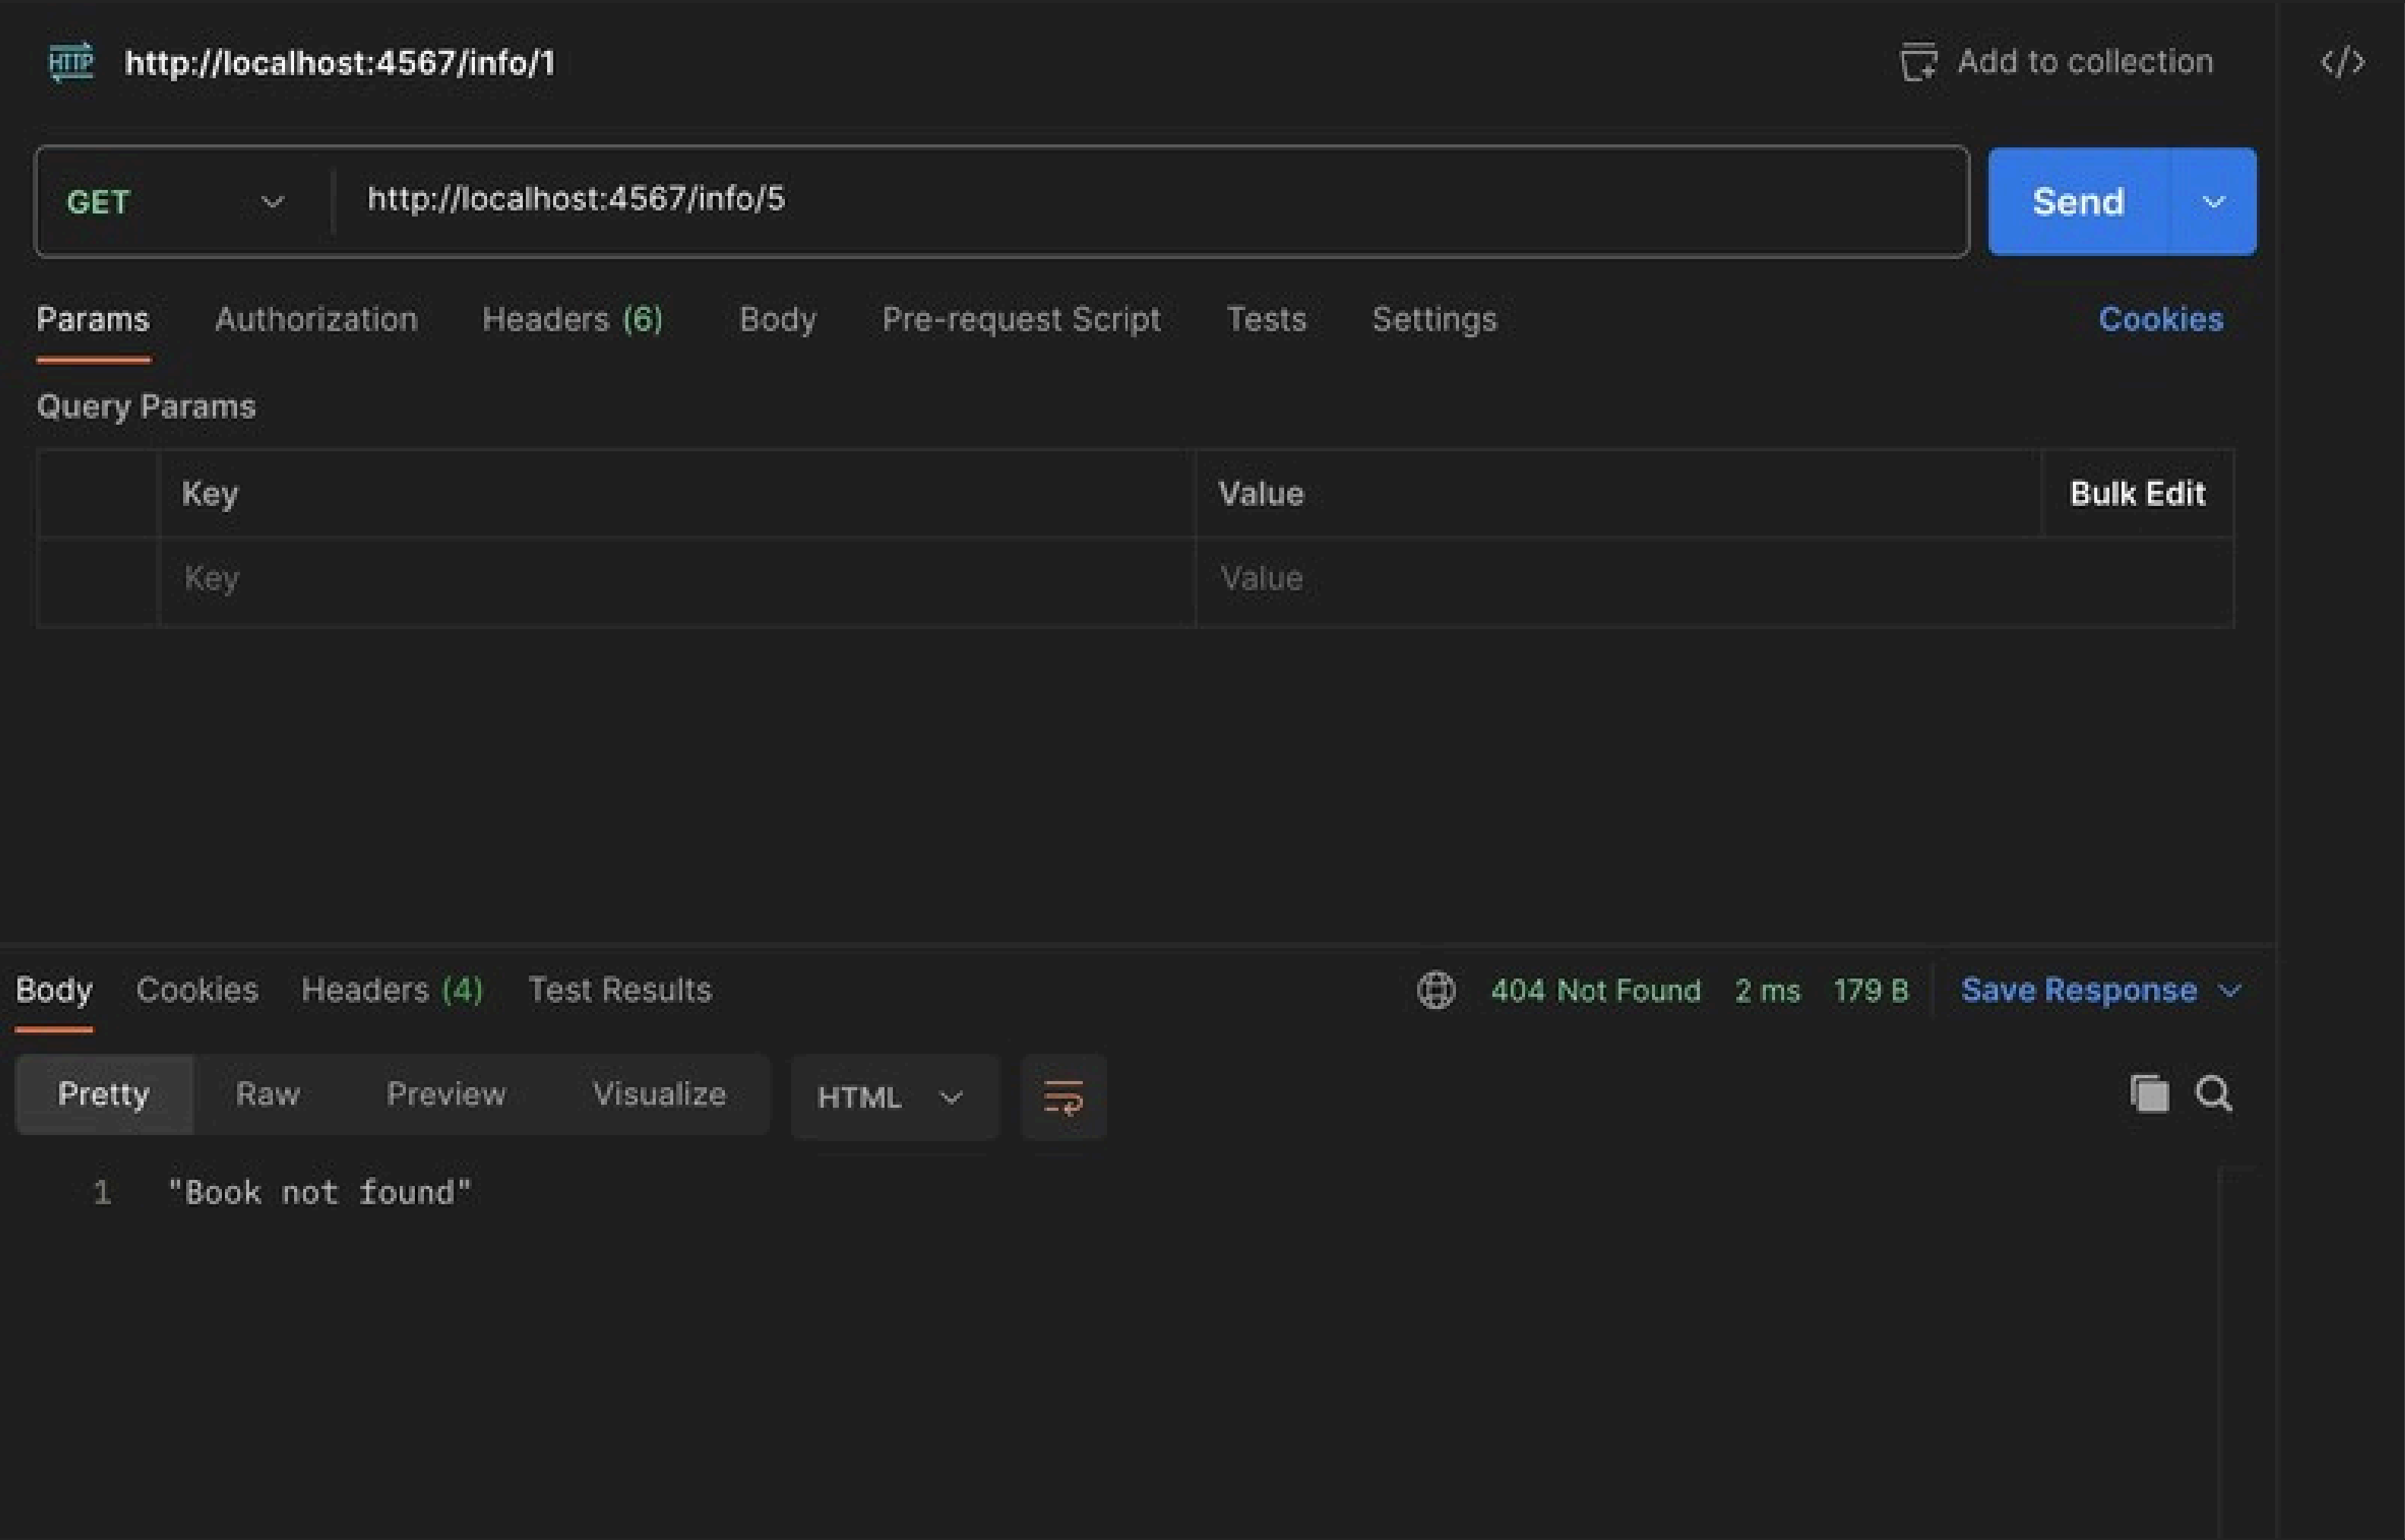 HTTP http://localhost:4567/info/1 Add to collection </>
GET http://localhost:4567/info/5 Send
Params Authorization Headers (6) Body Pre-request Script Tests Settings Cookies
Query Params
Key Value Bulk Edit
Key Value
Body Cookies Headers (4) Test Results 404 Not Found 2 ms 179 B Save Response
Pretty Raw Preview Visualize HTML
1 "Book not found"